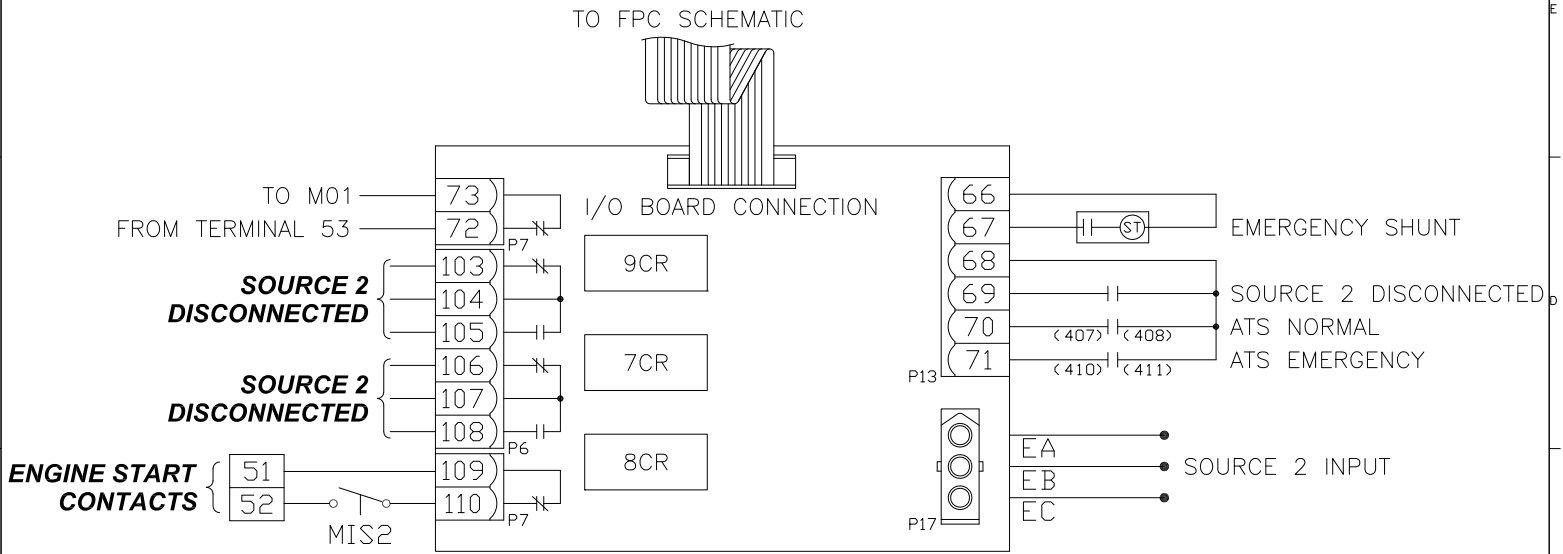 TO FPC SCHEMATIC
E
I/O BOARD CONNECTION
TO M01
73
FROM TERMINAL 53
72
P7
SOURCE 2
DISCONNECTED
103
104
105
SOURCE 2
DISCONNECTED
106
107
108
P6
ENGINE START
CONTACTS
51
52
MIS2
109
110
P7
9CR
7CR
8CR
66
67
ST
EMERGENCY SHUNT
68
69
SOURCE 2 DISCONNECTED
D
70
(407) (408)
ATS NORMAL
71
(410) (411)
ATS EMERGENCY
P13
EA
EB
EC
SOURCE 2 INPUT
P17